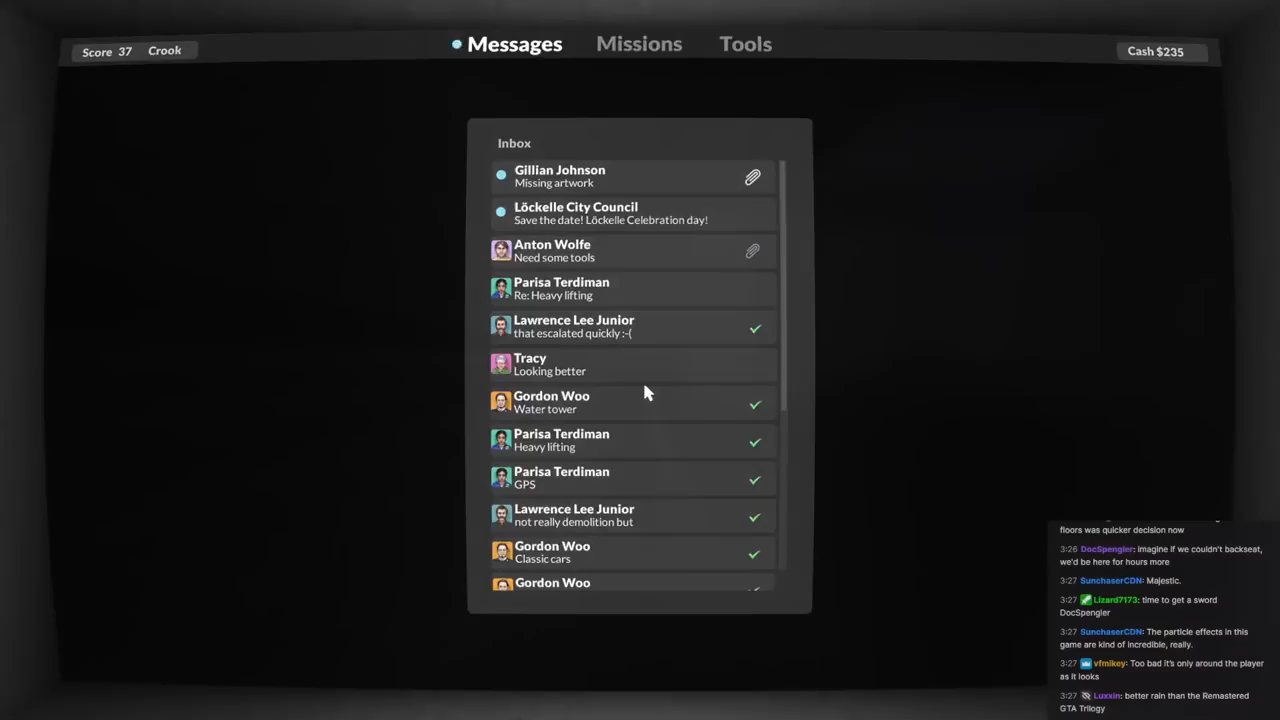 Score 37 Crook
Messages Missions Tools
Cash $235
Inbox
Gillian Johnson
Missing artwork
Löckelle City Council
Save the date! Löckelle Celebration day!
Anton Wolfe
Need some tools
Parisa Terdiman
Re: Heavy lifting
Lawrence Lee Junior
that escalated quickly :-(
Tracy
Looking better
Gordon Woo
Water tower
Parisa Terdiman
Heavy lifting
Parisa Terdiman
GPS
Lawrence Lee Junior
not really demolition but
Gordon Woo
Classic cars
Gordon Woo
floors was quicker decision now
3:26 DocSpengler: imagine if we couldn't backseat,
we'd be here for hours more
3:27 SunchaserCDN: Majestic.
3:27 Lizard7173: time to get a sword
DocSpengler
3:27 SunchaserCDN: The particle effects in this
game are kind of incredible, really.
3:27 vfmikey: Too bad it's only around the player
as it looks
3:27 Luxxin: better rain than the Remastered
GTA Trilogy